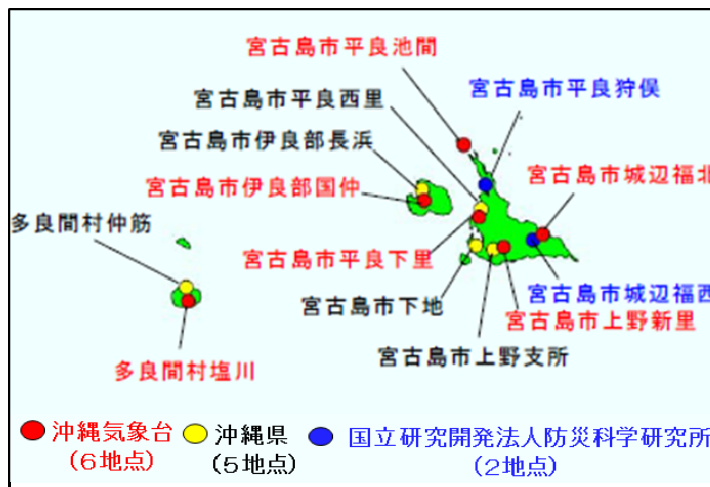 宮古島市平良池間
宮古島市平良狩俣
宮古島市平良西里
宮古島市伊良部長浜
宮古島市城辺福北
宮古島市伊良部国仲
多良間村仲筋
宮古島市平良下里
宮古島市城辺福西
宮古島市下地
宮古島市上野新里
宮古島市上野支所
多良間村塩川
沖縄気象台
(6地点)
沖縄県
(5地点)
国立研究開発法人防災科学研究所
(2地点)